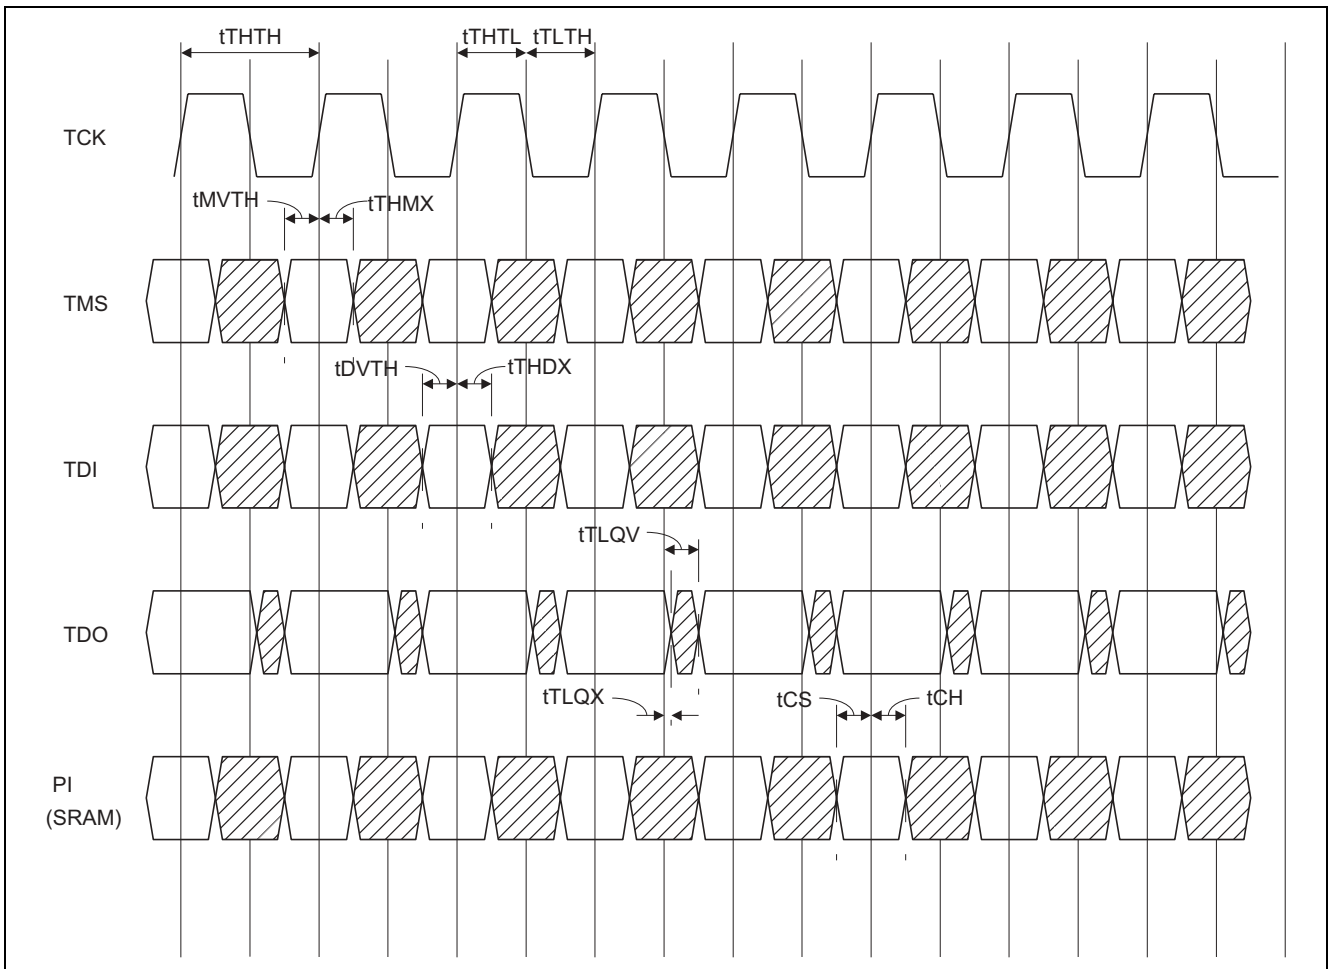 tTHTH
tTHTL
tTLTH
TCK
tMVTH
tTHMX
TMS
tDVTH
tTHDX
TDI
tTLQV
TDO
tTLQX
tCS
tCH
PI
(SRAM)